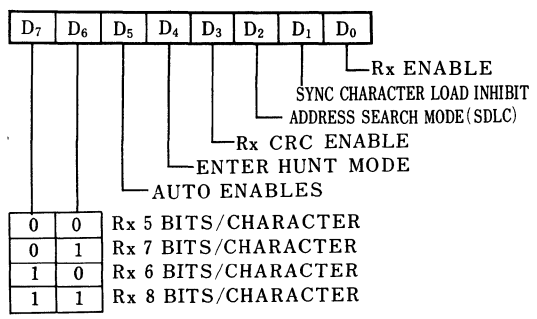 D7 D6 D5 D4 D3 D2 D1 D0
Rx ENABLE
SYNC CHARACTER LOAD INHIBIT
ADDRESS SEARCH MODE(SDLC)
Rx CRC ENABLE
ENTER HUNT MODE
AUTO ENABLES
0 0 Rx 5 BITS/CHARACTER
0 1 Rx 7 BITS/CHARACTER
1 0 Rx 6 BITS/CHARACTER
1 1 Rx 8 BITS/CHARACTER